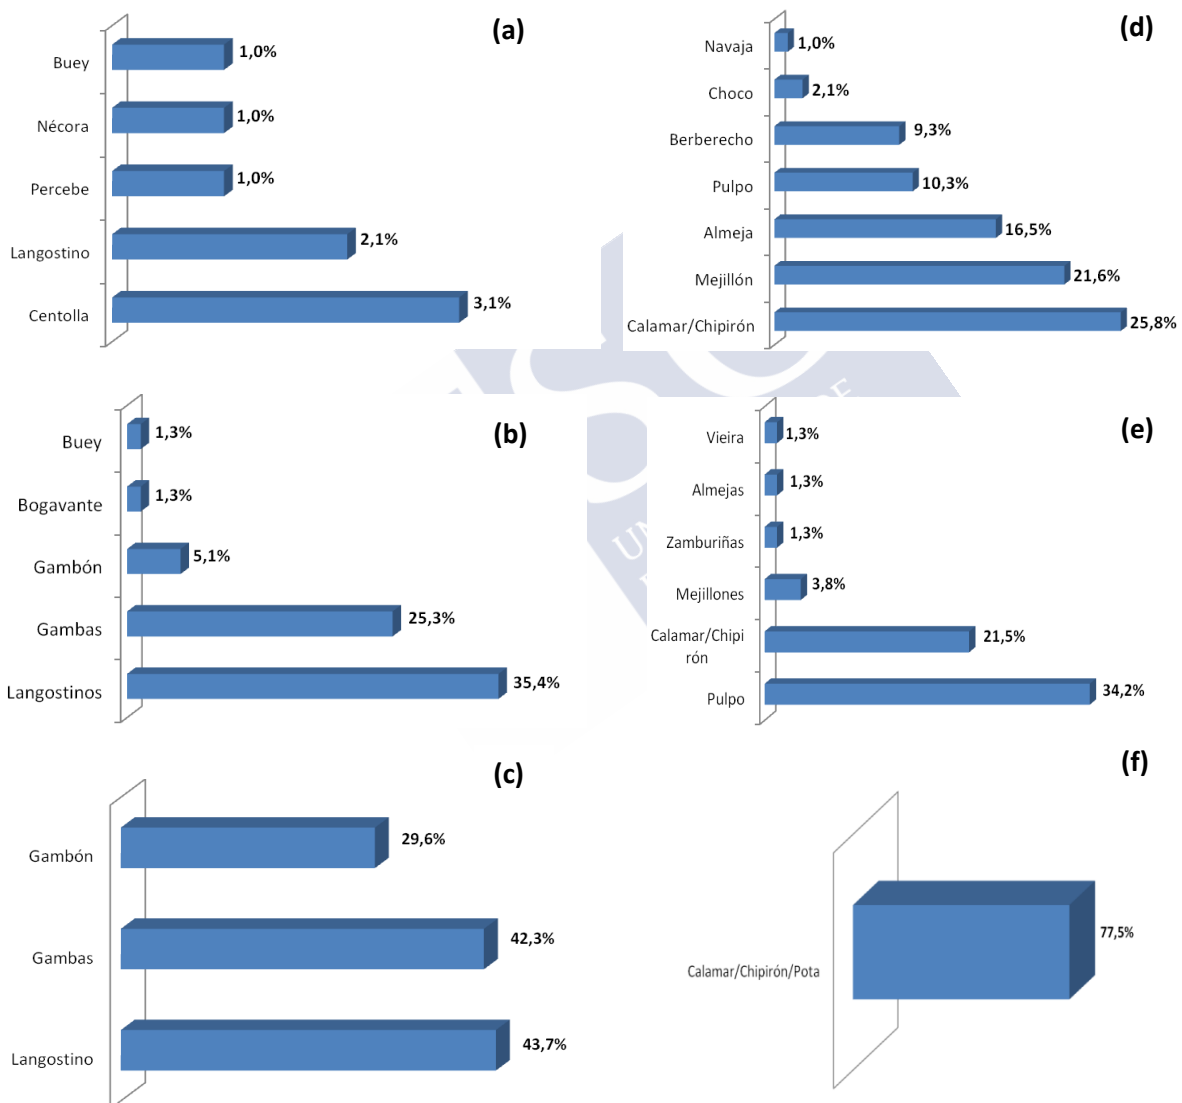 (a)
Buey 1,0%
Nécora 1,0%
Percebe 1,0%
Langostino 2,1%
Centolla 3,1%
(d)
Navaja 1,0%
Choco 2,1%
Berberecho 9,3%
Pulpo 10,3%
Almeja 16,5%
Mejillón 21,6%
Calamar/Chipirón 25,8%
(b)
Buey 1,3%
Bogavante 1,3%
Gambón 5,1%
Gambas 25,3%
Langostinos 35,4%
(e)
Vieira 1,3%
Almejas 1,3%
Zamburiñas 1,3%
Mejillones 3,8%
Calamar/Chipi
rón 21,5%
Pulpo 34,2%
(c)
Gambón 29,6%
Gambas 42,3%
Langostino 43,7%
(f)
Calamar/Chipirón/Pota 77,5%